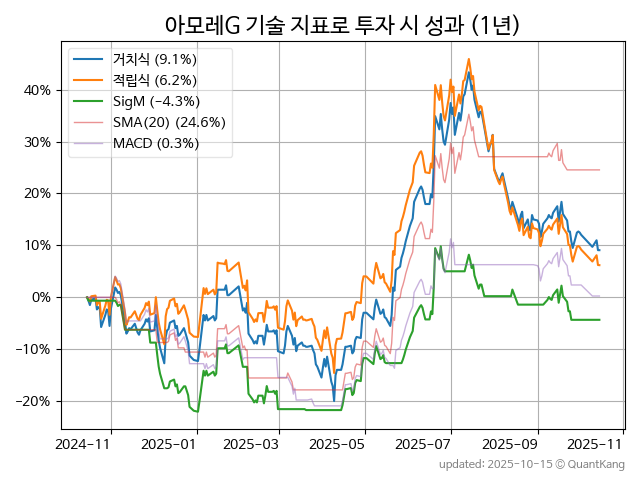 아모레G 기술 지표로 투자 시 성과 (1년)
거치식 (9.1%)
적립식 (6.2%)
SigM (−4.3%)
SMA(20) (24.6%)
MACD (0.3%)
40%
30%
20%
10%
0%
−10%
−20%
2024-11 2025-01 2025-03 2025-05 2025-07 2025-09 2025-11
updated: 2025-10-15 ⓒ QuantKang